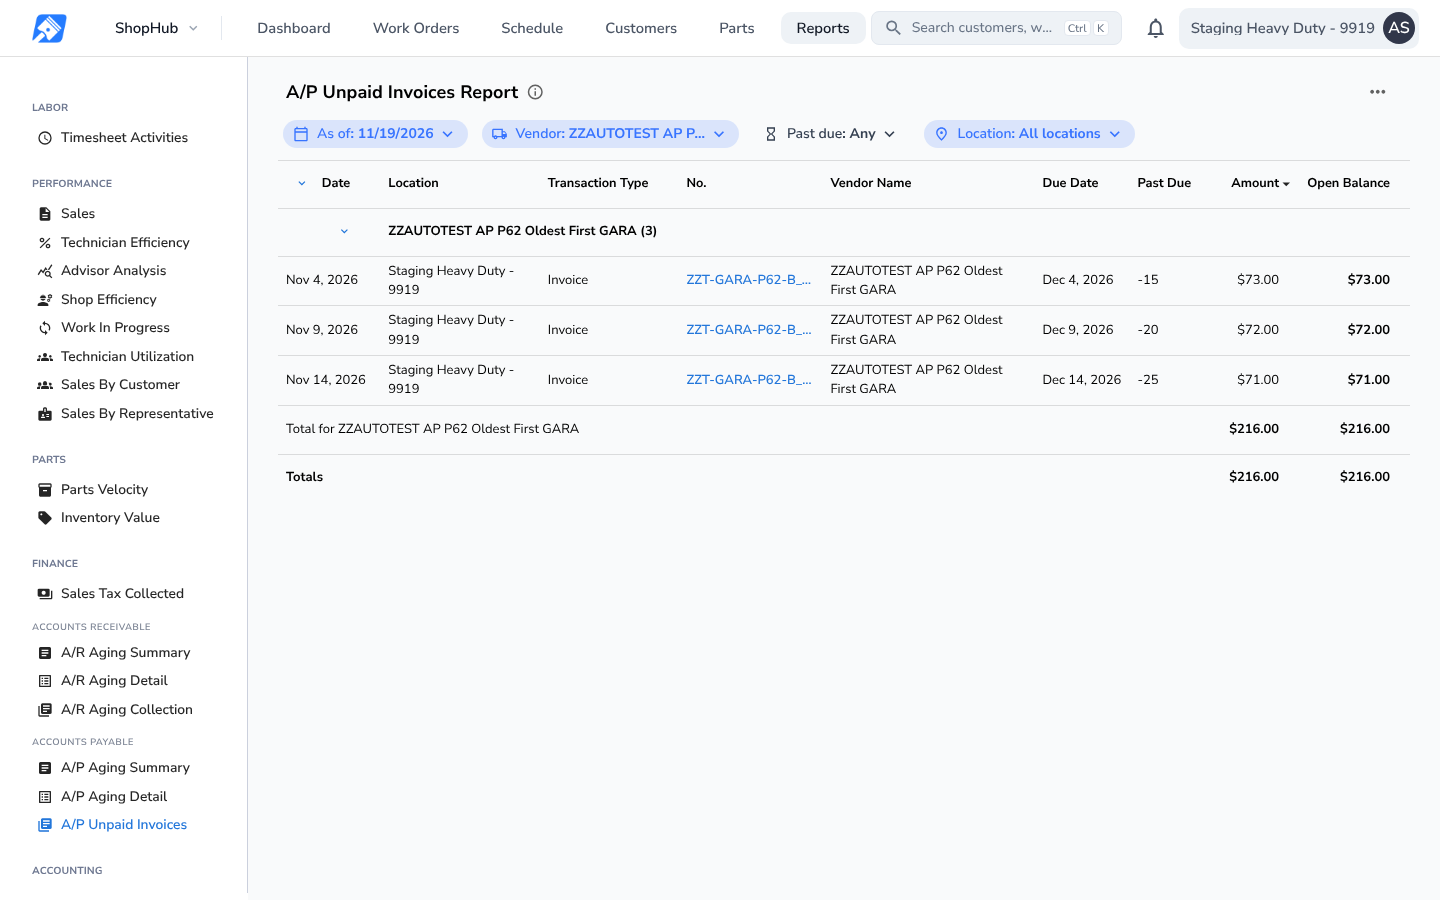 ShopHub
Dashboard
Work Orders
Schedule
Customers
Parts
Reports
Search customers, w...
Ctrl
K
Staging Heavy Duty - 9919
AS
LABOR
Timesheet Activities
PERFORMANCE
Sales
Technician Efficiency
Advisor Analysis
Shop Efficiency
Work In Progress
Technician Utilization
Sales By Customer
Sales By Representative
PARTS
Parts Velocity
Inventory Value
FINANCE
Sales Tax Collected
ACCOUNTS RECEIVABLE
A/R Aging Summary
A/R Aging Detail
A/R Aging Collection
ACCOUNTS PAYABLE
A/P Aging Summary
A/P Aging Detail
A/P Unpaid Invoices
ACCOUNTING
A/P Unpaid Invoices Report
As of: 11/19/2026
Vendor: ZZAUTOTEST AP P...
Past due: Any
Location: All locations
Date Location Transaction Type No. Vendor Name Due Date Past Due Amount Open Balance
ZZAUTOTEST AP P62 Oldest First GARA (3)
Nov 4, 2026 Staging Heavy Duty - 9919 Invoice ZZT-GARA-P62-B_... ZZAUTOTEST AP P62 Oldest First GARA Dec 4, 2026 -15 $73.00 $73.00
Nov 9, 2026 Staging Heavy Duty - 9919 Invoice ZZT-GARA-P62-B_... ZZAUTOTEST AP P62 Oldest First GARA Dec 9, 2026 -20 $72.00 $72.00
Nov 14, 2026 Staging Heavy Duty - 9919 Invoice ZZT-GARA-P62-B_... ZZAUTOTEST AP P62 Oldest First GARA Dec 14, 2026 -25 $71.00 $71.00
Total for ZZAUTOTEST AP P62 Oldest First GARA $216.00 $216.00
Totals $216.00 $216.00